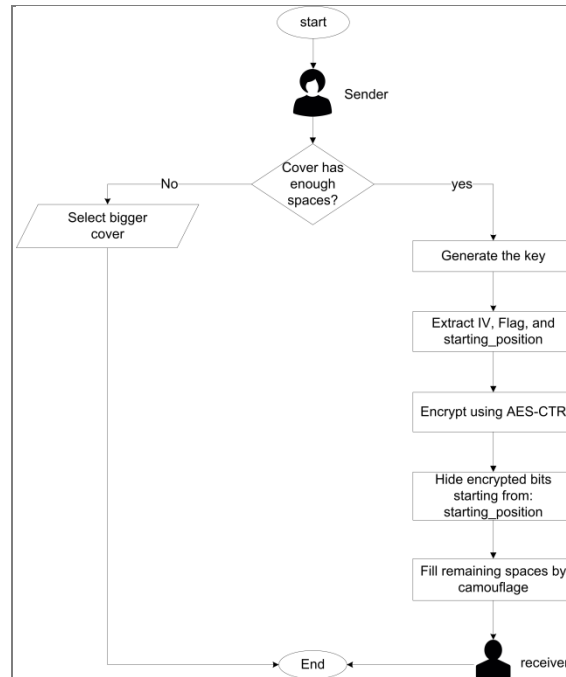 start
Sender
Cover has
enough
spaces?
No
yes
Select bigger
cover
Generate the key
Extract IV, Flag, and
starting_position
Encrypt using AES-CTR
Hide encrypted bits
starting from:
starting_position
Fill remaining spaces by
camouflage
End
receiver